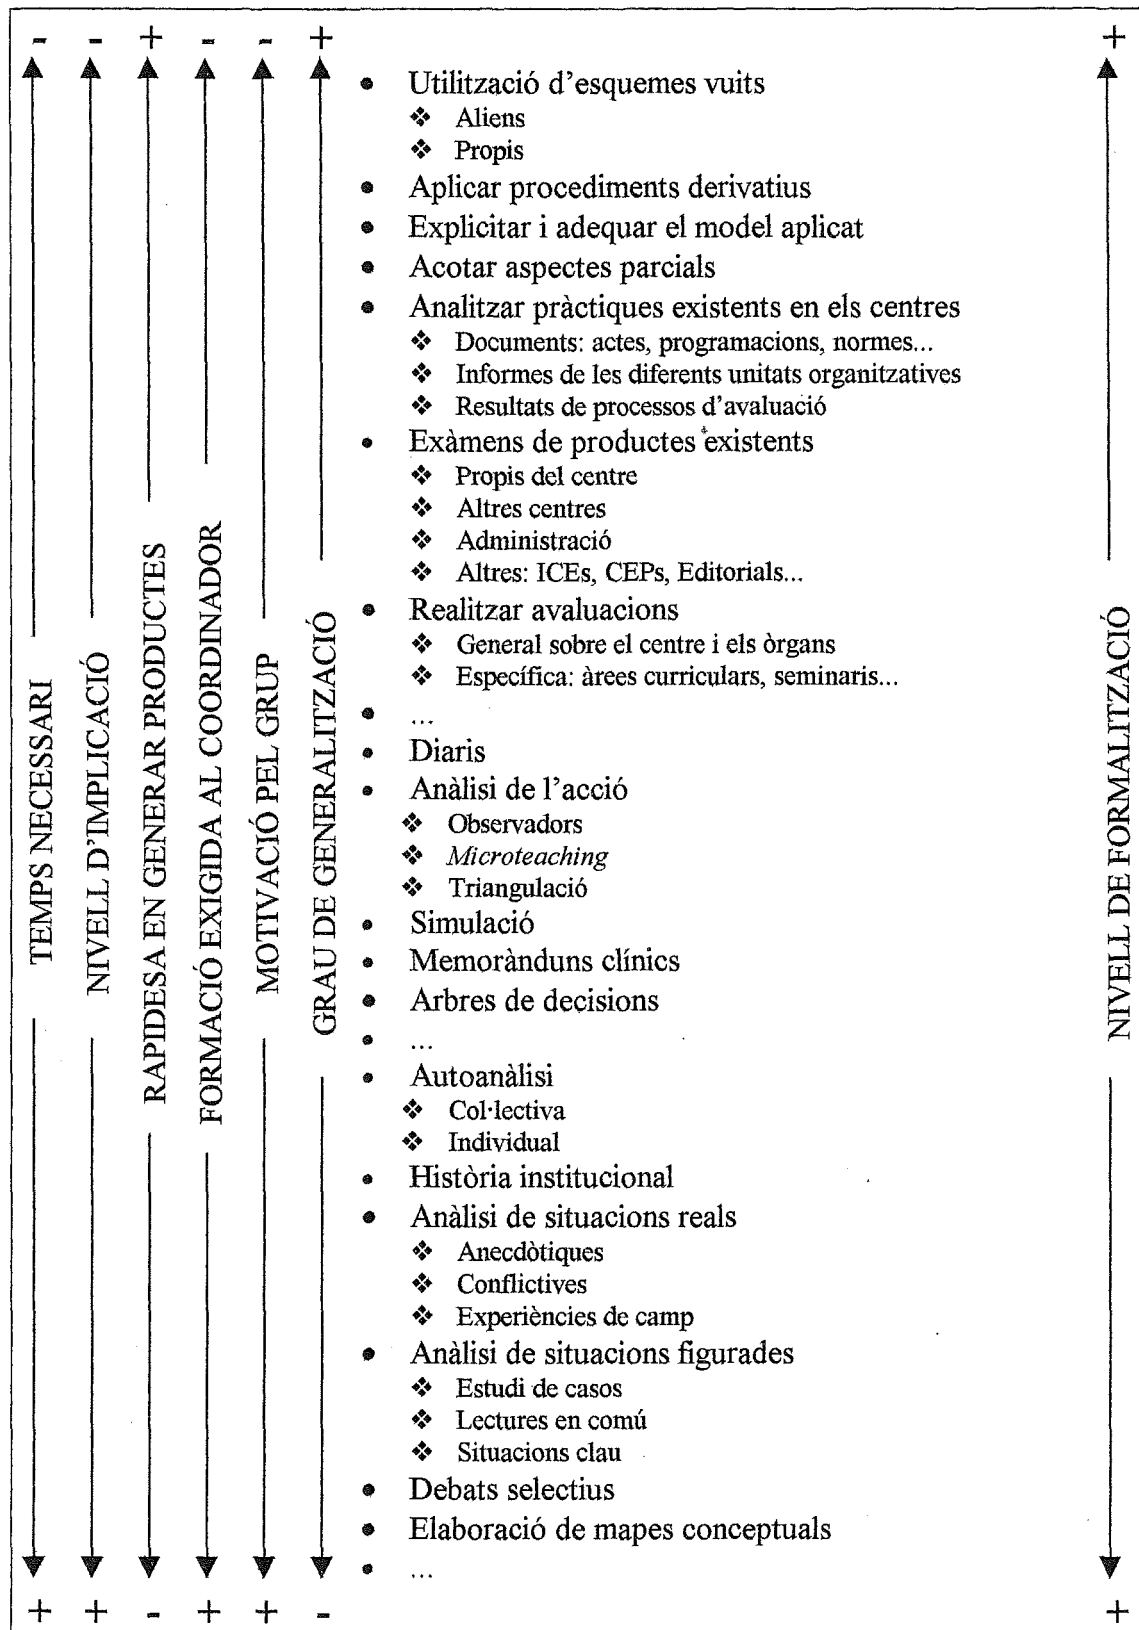 - - + - - + +
• Utilització d'esquemes vuits
❖ Aliens
❖ Propis
• Aplicar procediments derivatius
• Explicitar i adequar el model aplicat
• Acotar aspectes parcials
• Analitzar pràctiques existents en els centres
❖ Documents: actes, programacions, normes...
❖ Informes de les diferents unitats organitzatives
❖ Resultats de processos d'avaluació
• Exàmens de productes existents
❖ Propis del centre
❖ Altres centres
❖ Administració
❖ Altres: ICEs, CEPs, Editorials...
• Realitzar avaluacions
❖ General sobre el centre i els òrgans
❖ Específica: àrees curriculars, seminaris...
• ...
• Diaris
• Anàlisi de l'acció
❖ Observadors
❖ Microteaching
❖ Triangulació
• Simulació
• Memorànduns clínics
• Arbres de decisions
• ...
• Autoanàlisi
❖ Col·lectiva
❖ Individual
• Història institucional
• Anàlisi de situacions reals
❖ Anecdòtiques
❖ Conflictives
❖ Experiències de camp
• Anàlisi de situacions figurades
❖ Estudi de casos
❖ Lectures en comú
❖ Situacions clau
• Debats selectius
• Elaboració de mapes conceptuals
• ...
TEMPS NECESSARI
NIVELL D'IMPLICACIÓ
RAPIDESA EN GENERAR PRODUCTES
FORMACIÓ EXIGIDA AL COORDINADOR
MOTIVACIÓ PEL GRUP
GRAU DE GENERALITZACIÓ
NIVELL DE FORMALITZACIÓ
+ + - + + - +